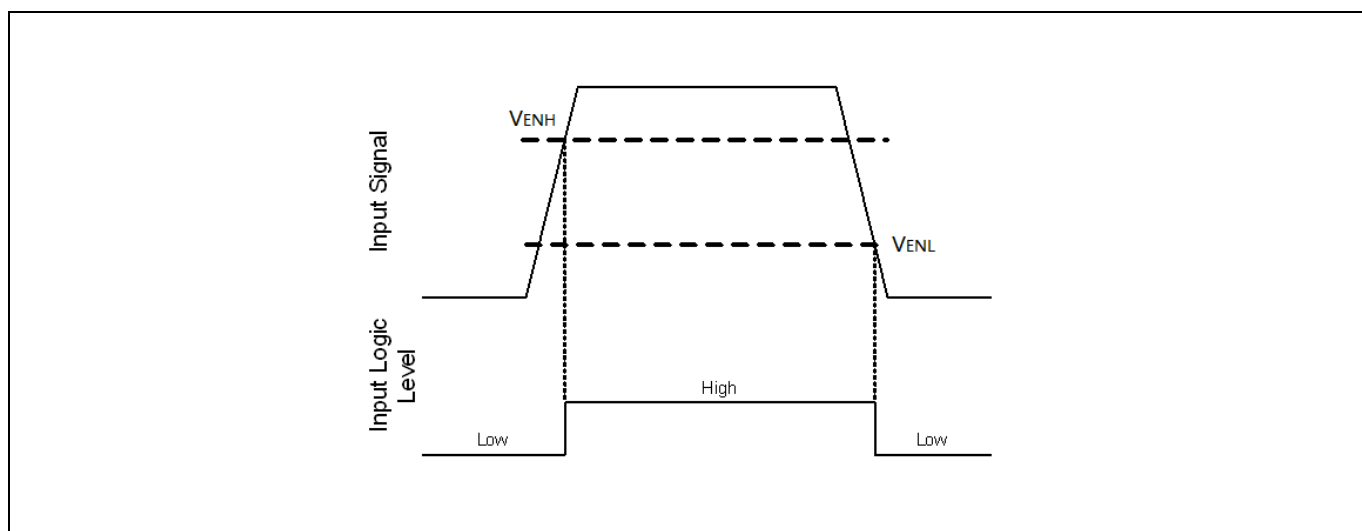 VENH
Input Signal
VENL
Input Logic
Level
High
Low
Low